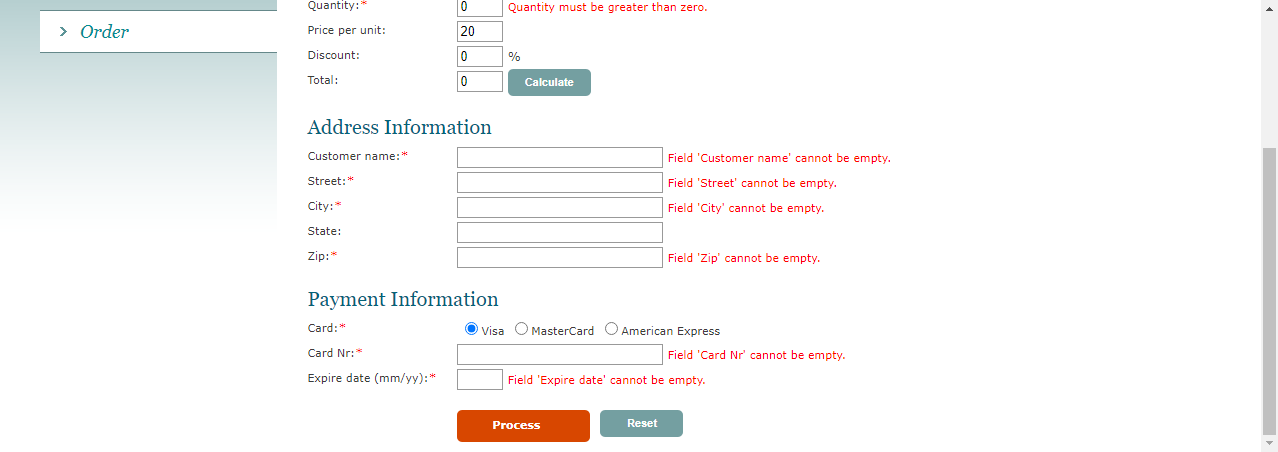 Order
Quantity:* 0 Quantity must be greater than zero.
Price per unit: 20
Discount: 0 %
Total: 0 Calculate
Address Information
Customer name:* Field 'Customer name' cannot be empty.
Street:* Field 'Street' cannot be empty.
City:* Field 'City' cannot be empty.
State:
Zip:* Field 'Zip' cannot be empty.
Payment Information
Card:* Visa MasterCard American Express
Card Nr:* Field 'Card Nr' cannot be empty.
Expire date (mm/yy):* Field 'Expire date' cannot be empty.
Process Reset